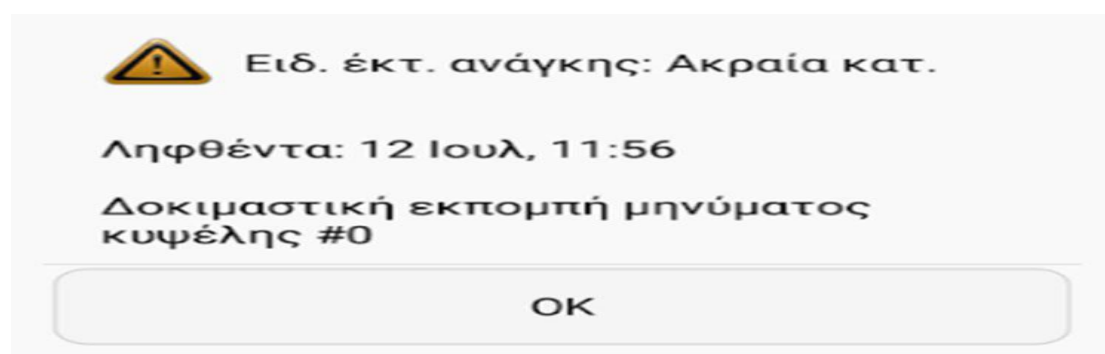 Ειδ. έκτ. ανάγκης: Ακραία κατ.
Ληφθέντα: 12 Ιουλ, 11:56
Δοκιμαστική εκπομπή μηνύματος
κυψέλης #0
OK